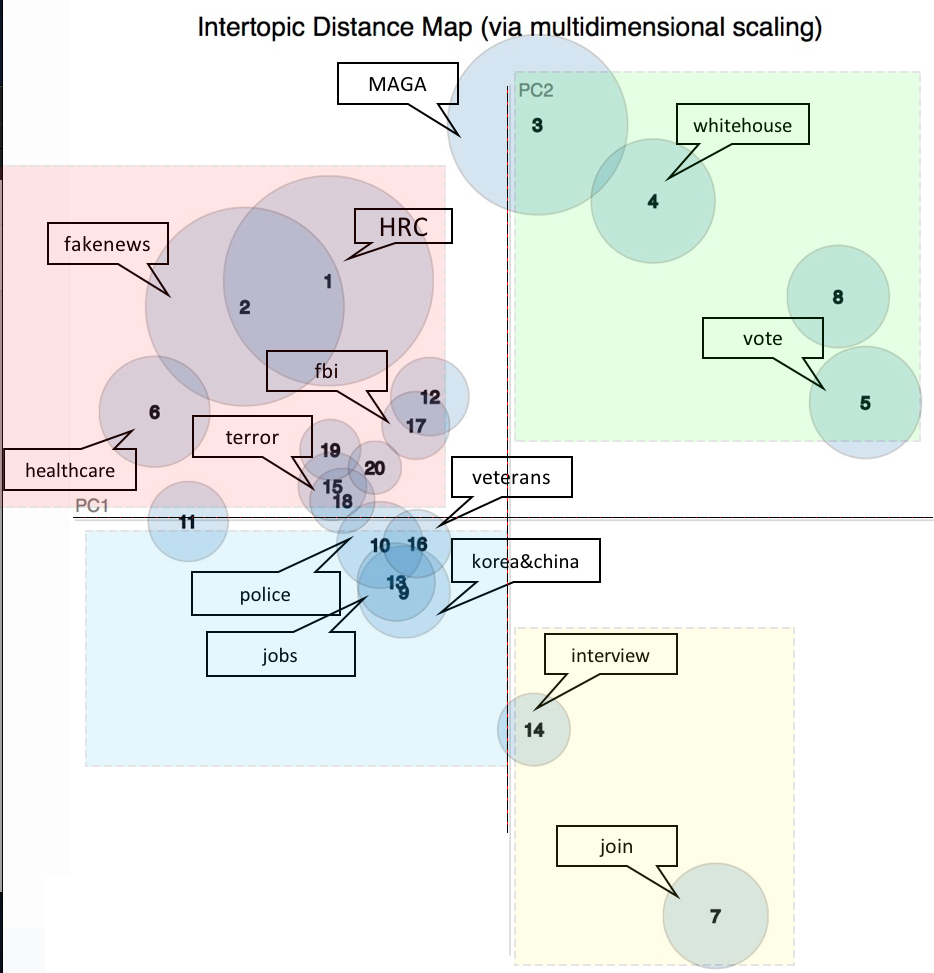 Intertopic Distance Map (via multidimensional scaling)
MAGA
PC2
3
whitehouse
4
HRC
fakenews
1
2
8
vote
fbi
12
5
6
17
terror
19
healthcare
20
veterans
15
18
PC1
11
10
16
korea&china
13
9
police
jobs
interview
14
join
7